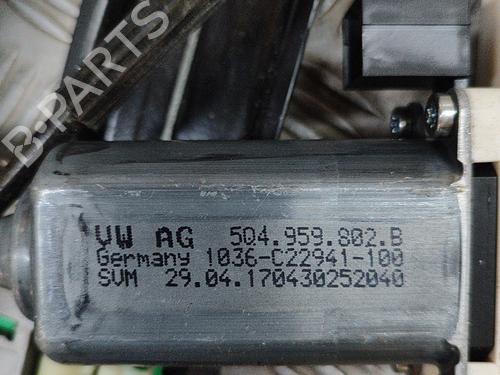 B-PARTS
VW AG 5Q4.959.802.B
Germany 1036-C22941-100
SVM 29.04.170430252040